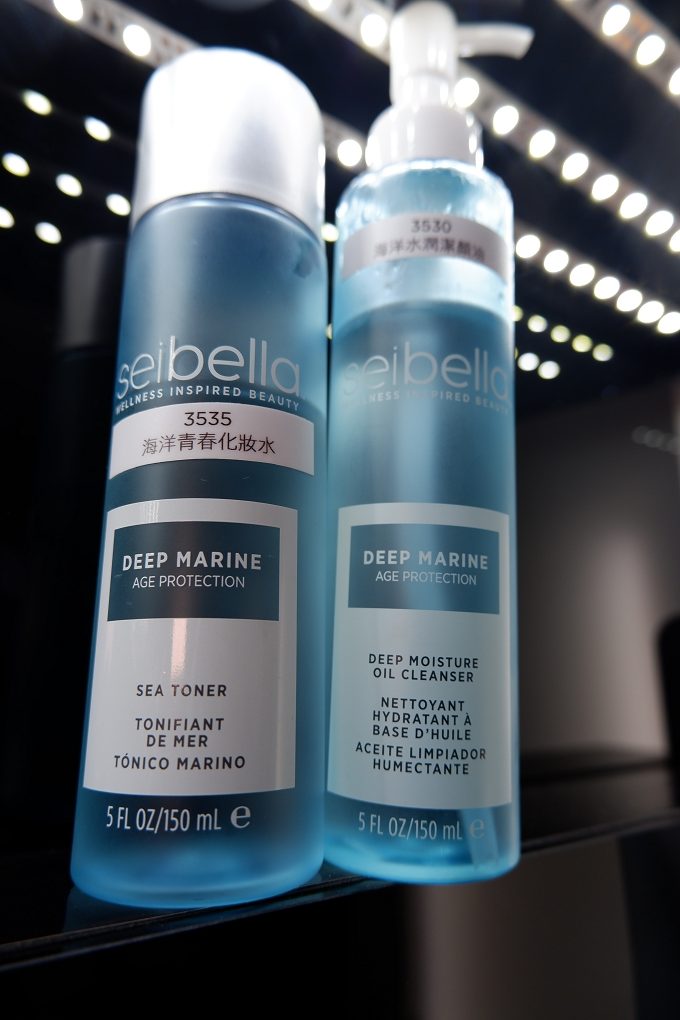 seibella
WELLNESS INSPIRED BEAUTY
3535
海洋青春化妝水
DEEP MARINE
AGE PROTECTION
SEA TONER
TONIFIANT
DE MER
TÓNICO MARINO
5 FL OZ/150 mL ℮
3530
海洋水潤潔顏油
seibella
WELLNESS INSPIRED BEAUTY
DEEP MARINE
AGE PROTECTION
DEEP MOISTURE
OIL CLEANSER
NETTOYANT
HYDRATANT À
BASE D'HUILE
ACEITE LIMPIADOR
HUMECTANTE
5 FL OZ/150 mL ℮